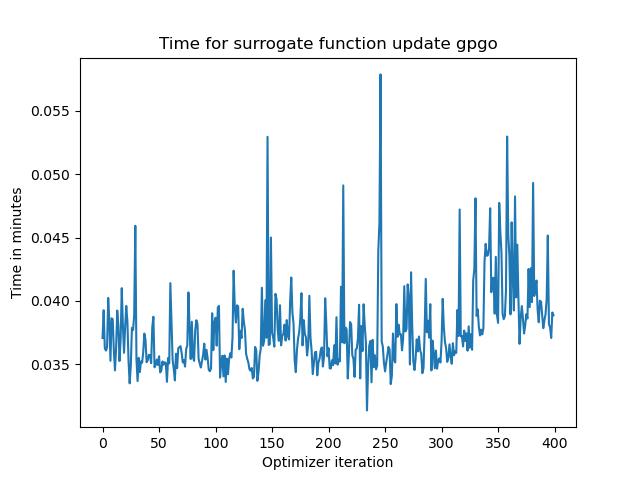 Time for surrogate function update gpgo
Time in minutes
0.055
0.050
0.045
0.040
0.035
0 50 100 150 200 250 300 350 400
Optimizer iteration